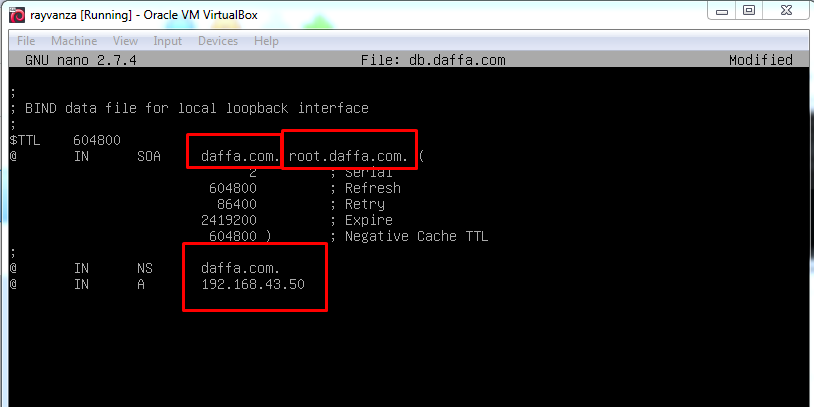 rayvanza [Running] - Oracle VM VirtualBox
File Machine View Input Devices Help
GNU nano 2.7.4 File: db.daffa.com Modified
;
; BIND data file for local loopback interface
;
$TTL 604800
@ IN SOA daffa.com. root.daffa.com. (
2 ; Serial
604800 ; Refresh
86400 ; Retry
2419200 ; Expire
604800 ) ; Negative Cache TTL
;
@ IN NS daffa.com.
@ IN A 192.168.43.50